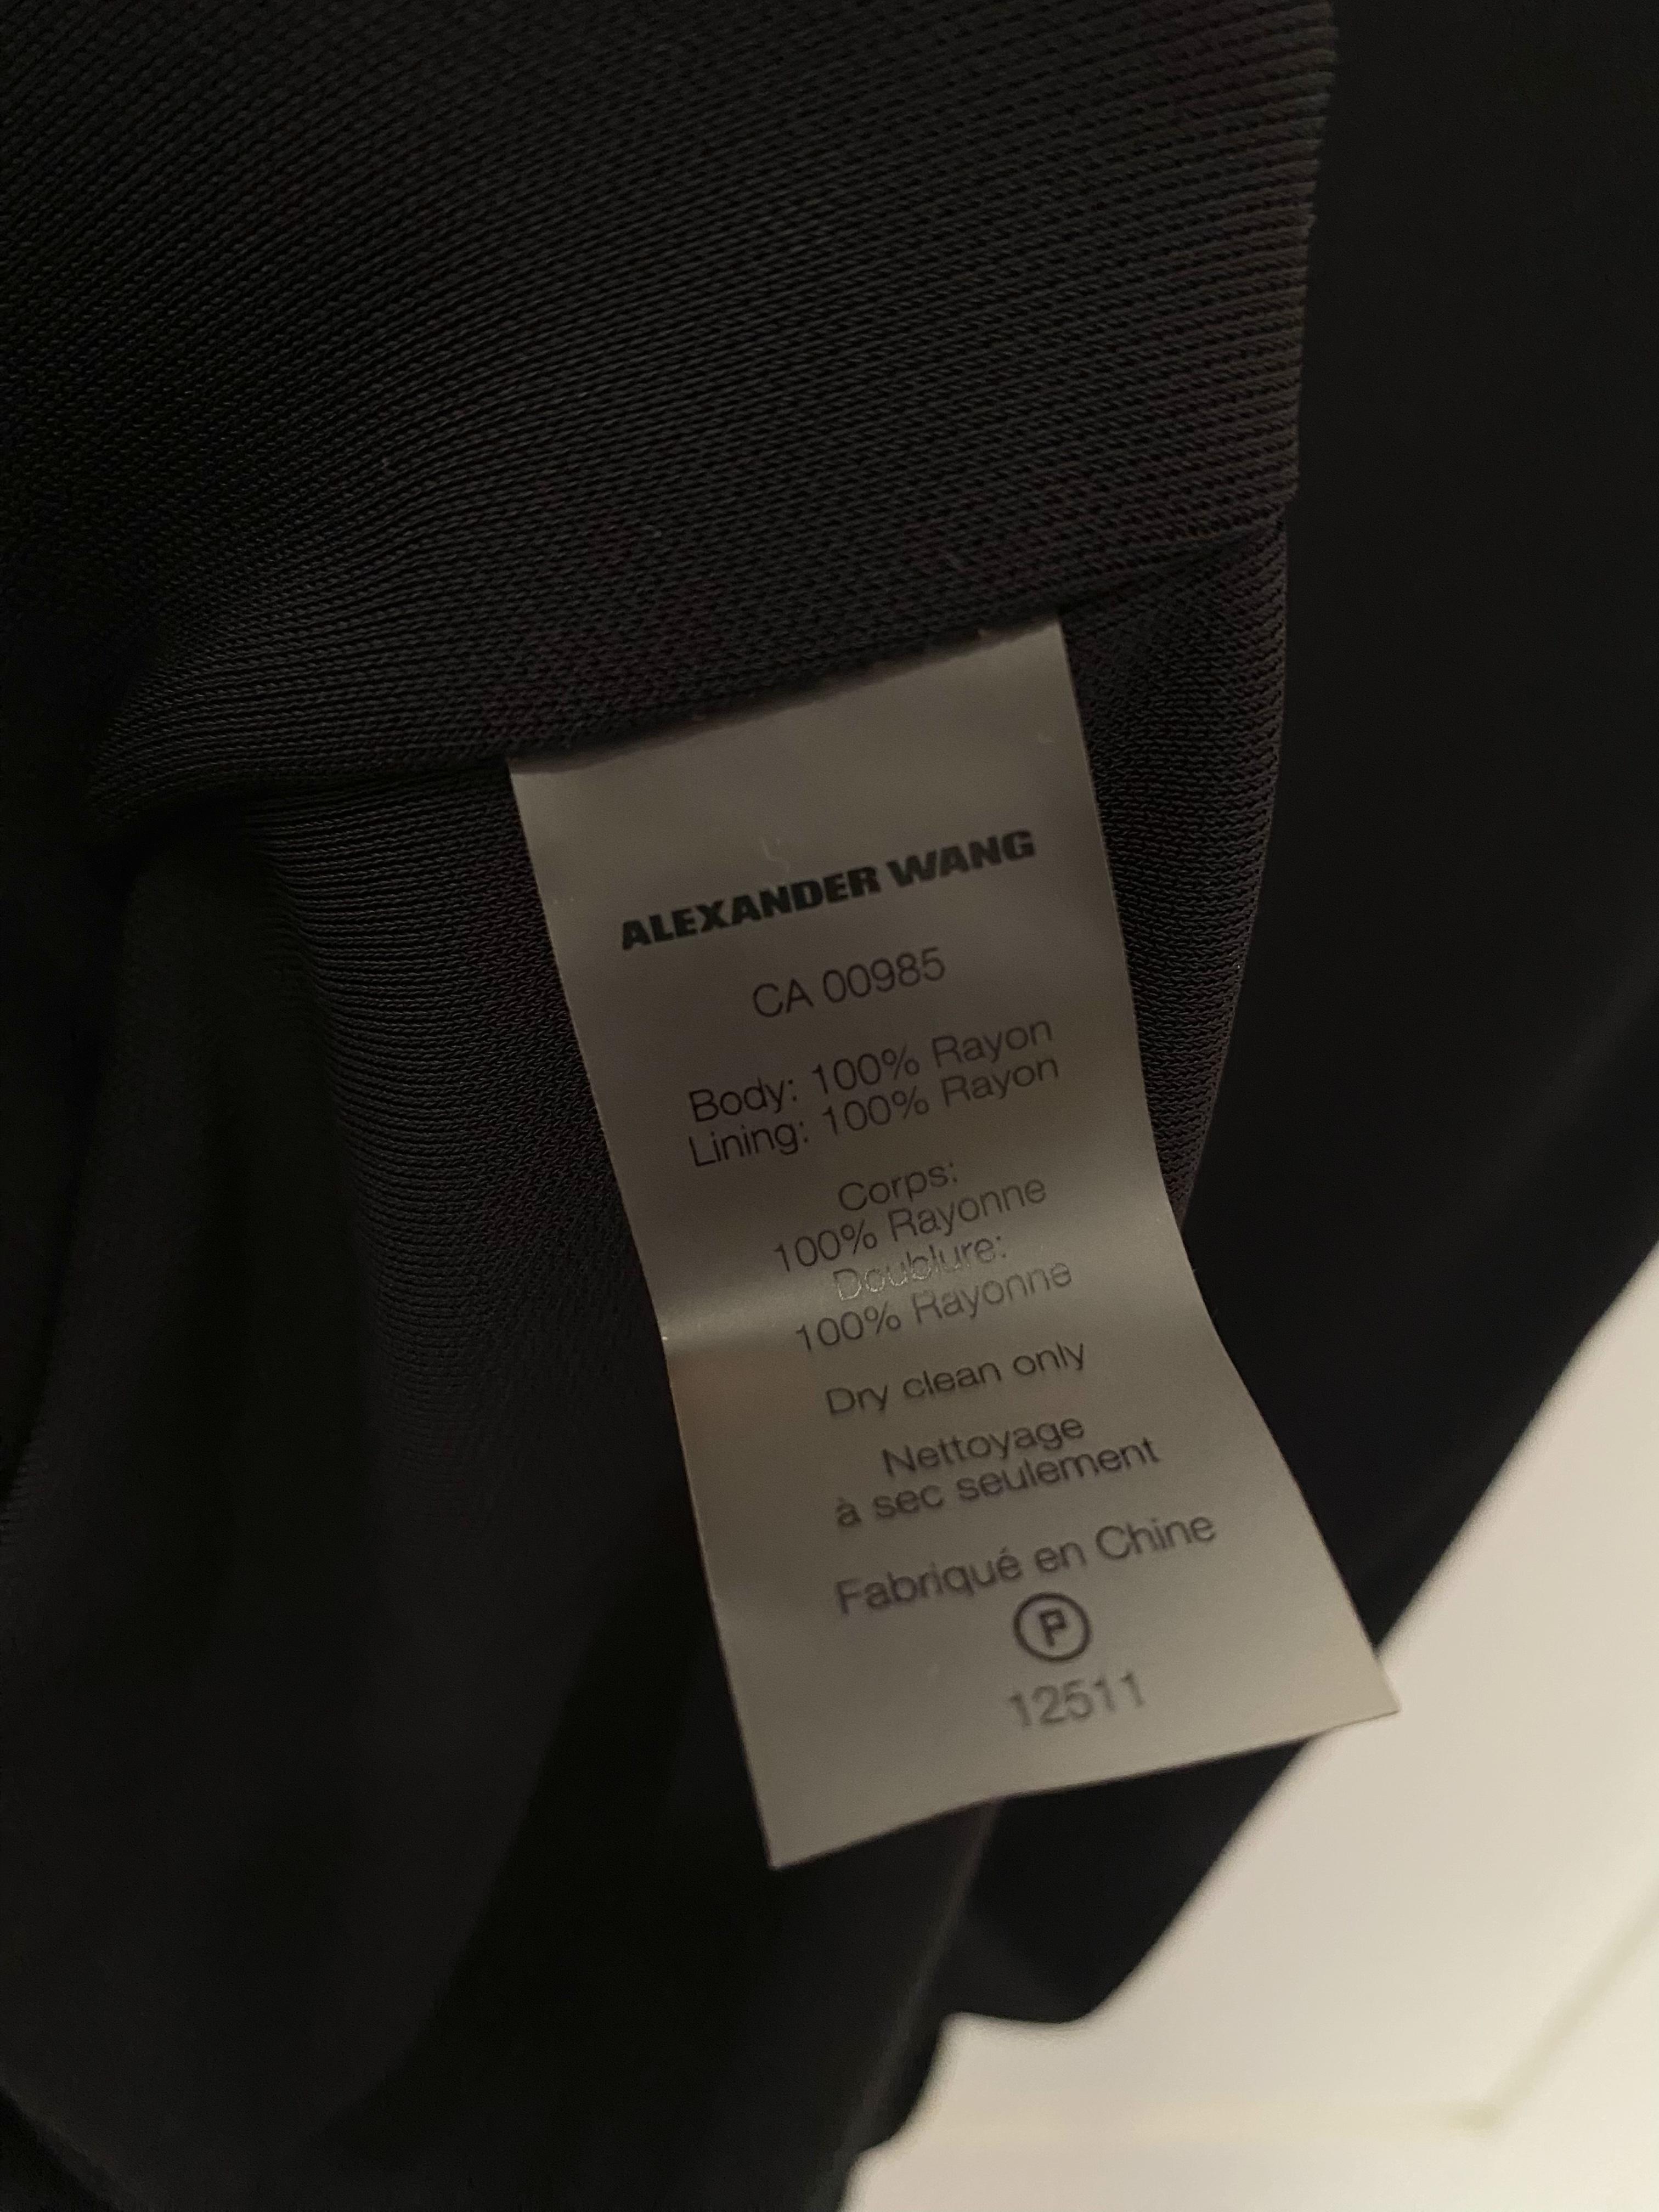 ALEXANDER WANG
CA 00985
Body: 100% Rayon
Lining: 100% Rayon
Corps:
100% Rayonne
Doublure:
100% Rayonne
Dry clean only
Nettoyage
à sec seulement
Fabriqué en Chine
P
12511